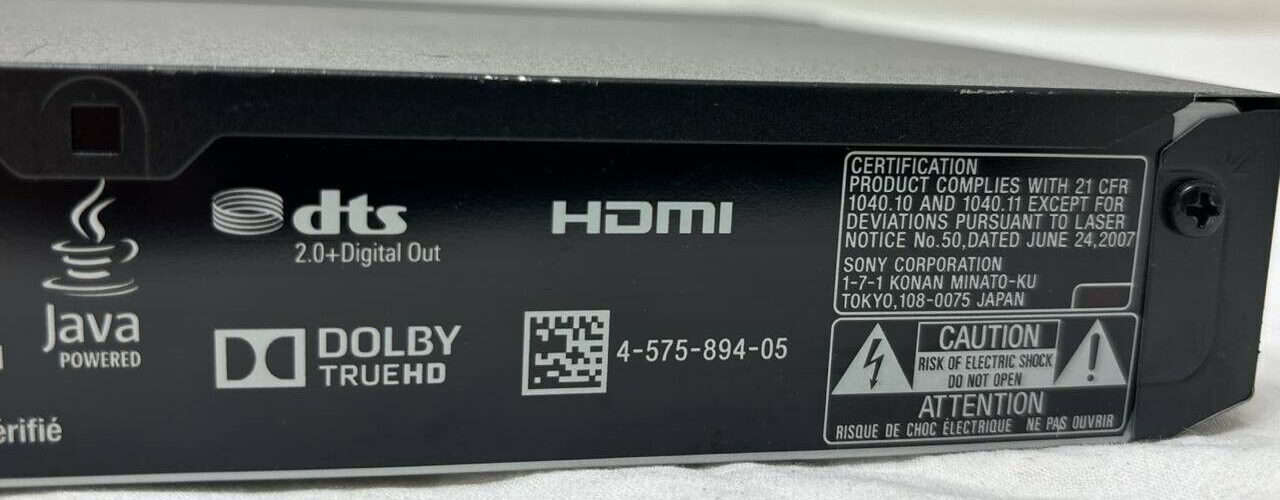 Java
POWERED
érifié
dts
2.0+Digital Out
DOLBY
TRUEHD
HDMI
4-575-894-05
CERTIFICATION
PRODUCT COMPLIES WITH 21 CFR
1040.10 AND 1040.11 EXCEPT FOR
DEVIATIONS PURSUANT TO LASER
NOTICE No.50,DATED JUNE 24,2007
SONY CORPORATION
1-7-1 KONAN MINATO-KU
TOKYO,108-0075 JAPAN
CAUTION
RISK OF ELECTRIC SHOCK
DO NOT OPEN
ATTENTION
RISQUE DE CHOC ÉLECTRIQUE NE PAS OUVRIR